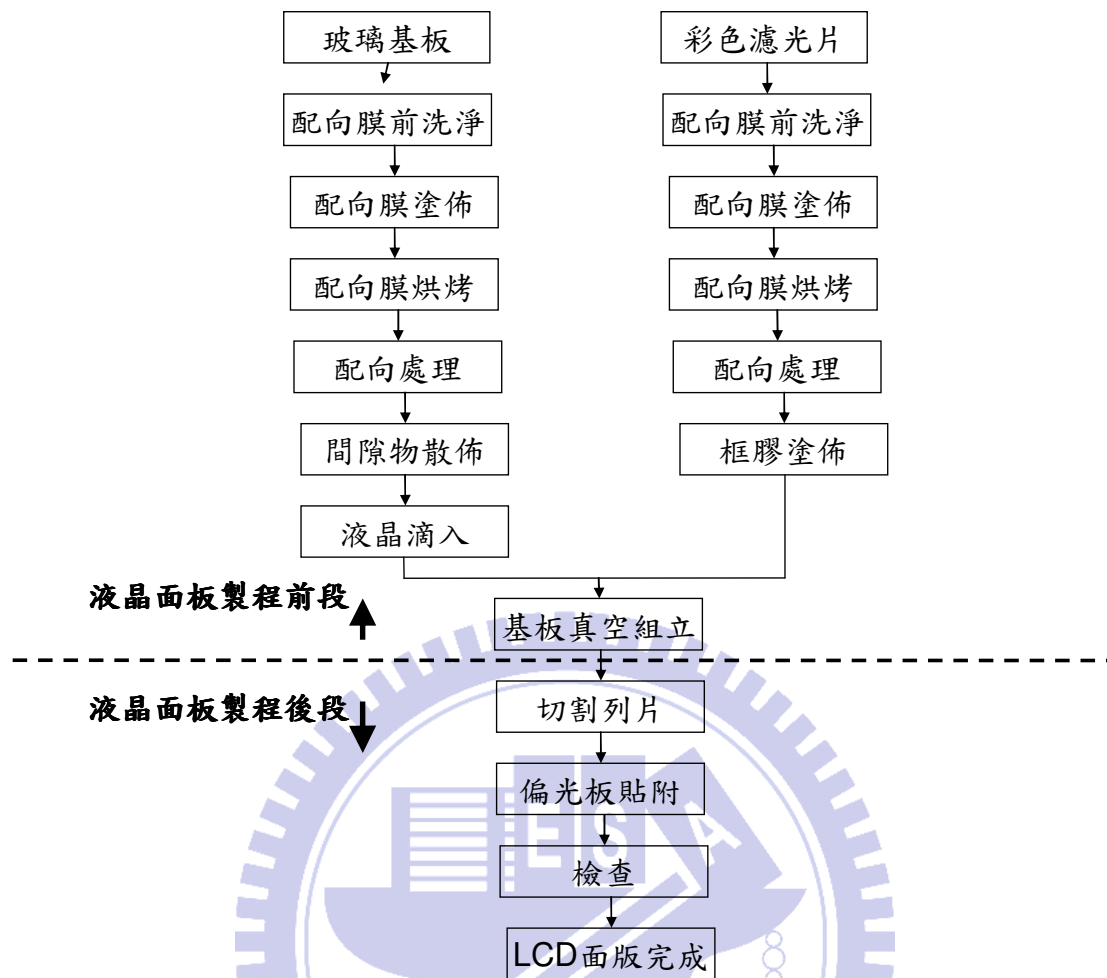 玻璃基板
配向膜前洗淨
配向膜塗佈
配向膜烘烤
配向處理
間隙物散佈
液晶滴入
彩色濾光片
配向膜前洗淨
配向膜塗佈
配向膜烘烤
配向處理
框膠塗佈
液晶面板製程前段
基板真空組立
液晶面板製程後段
切割列片
偏光板貼附
檢查
LCD面版完成
ESA